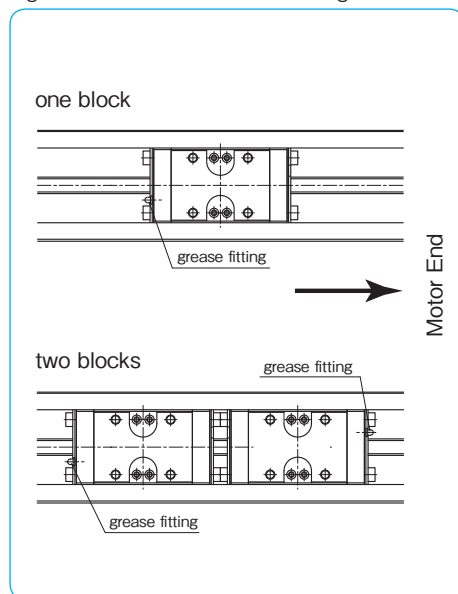 one block
grease fitting
Motor End
two blocks
grease fitting
grease fitting